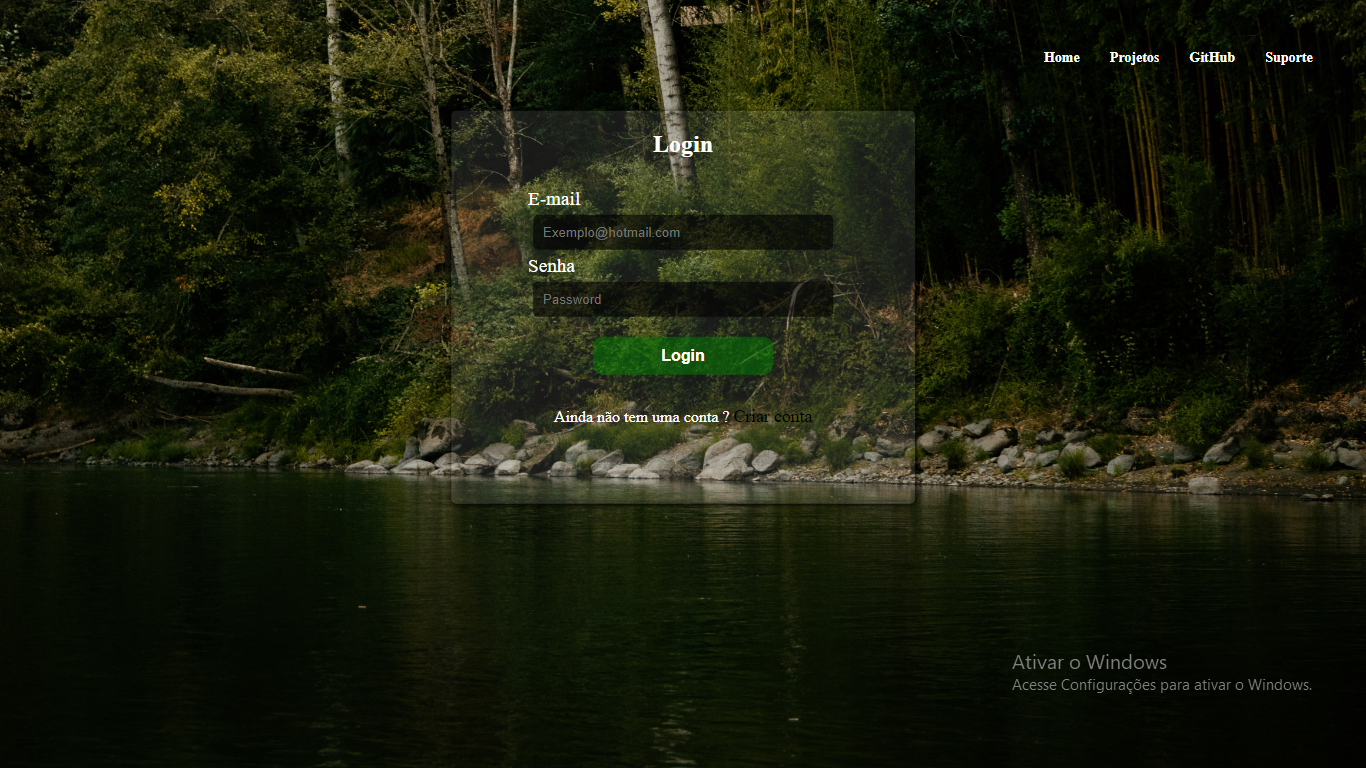 Home Projetos GitHub Suporte
Login
E-mail
Exemplo@hotmail.com
Senha
Password
Login
Ainda não tem uma conta ? Criar conta
Ativar o Windows
Acesse Configurações para ativar o Windows.